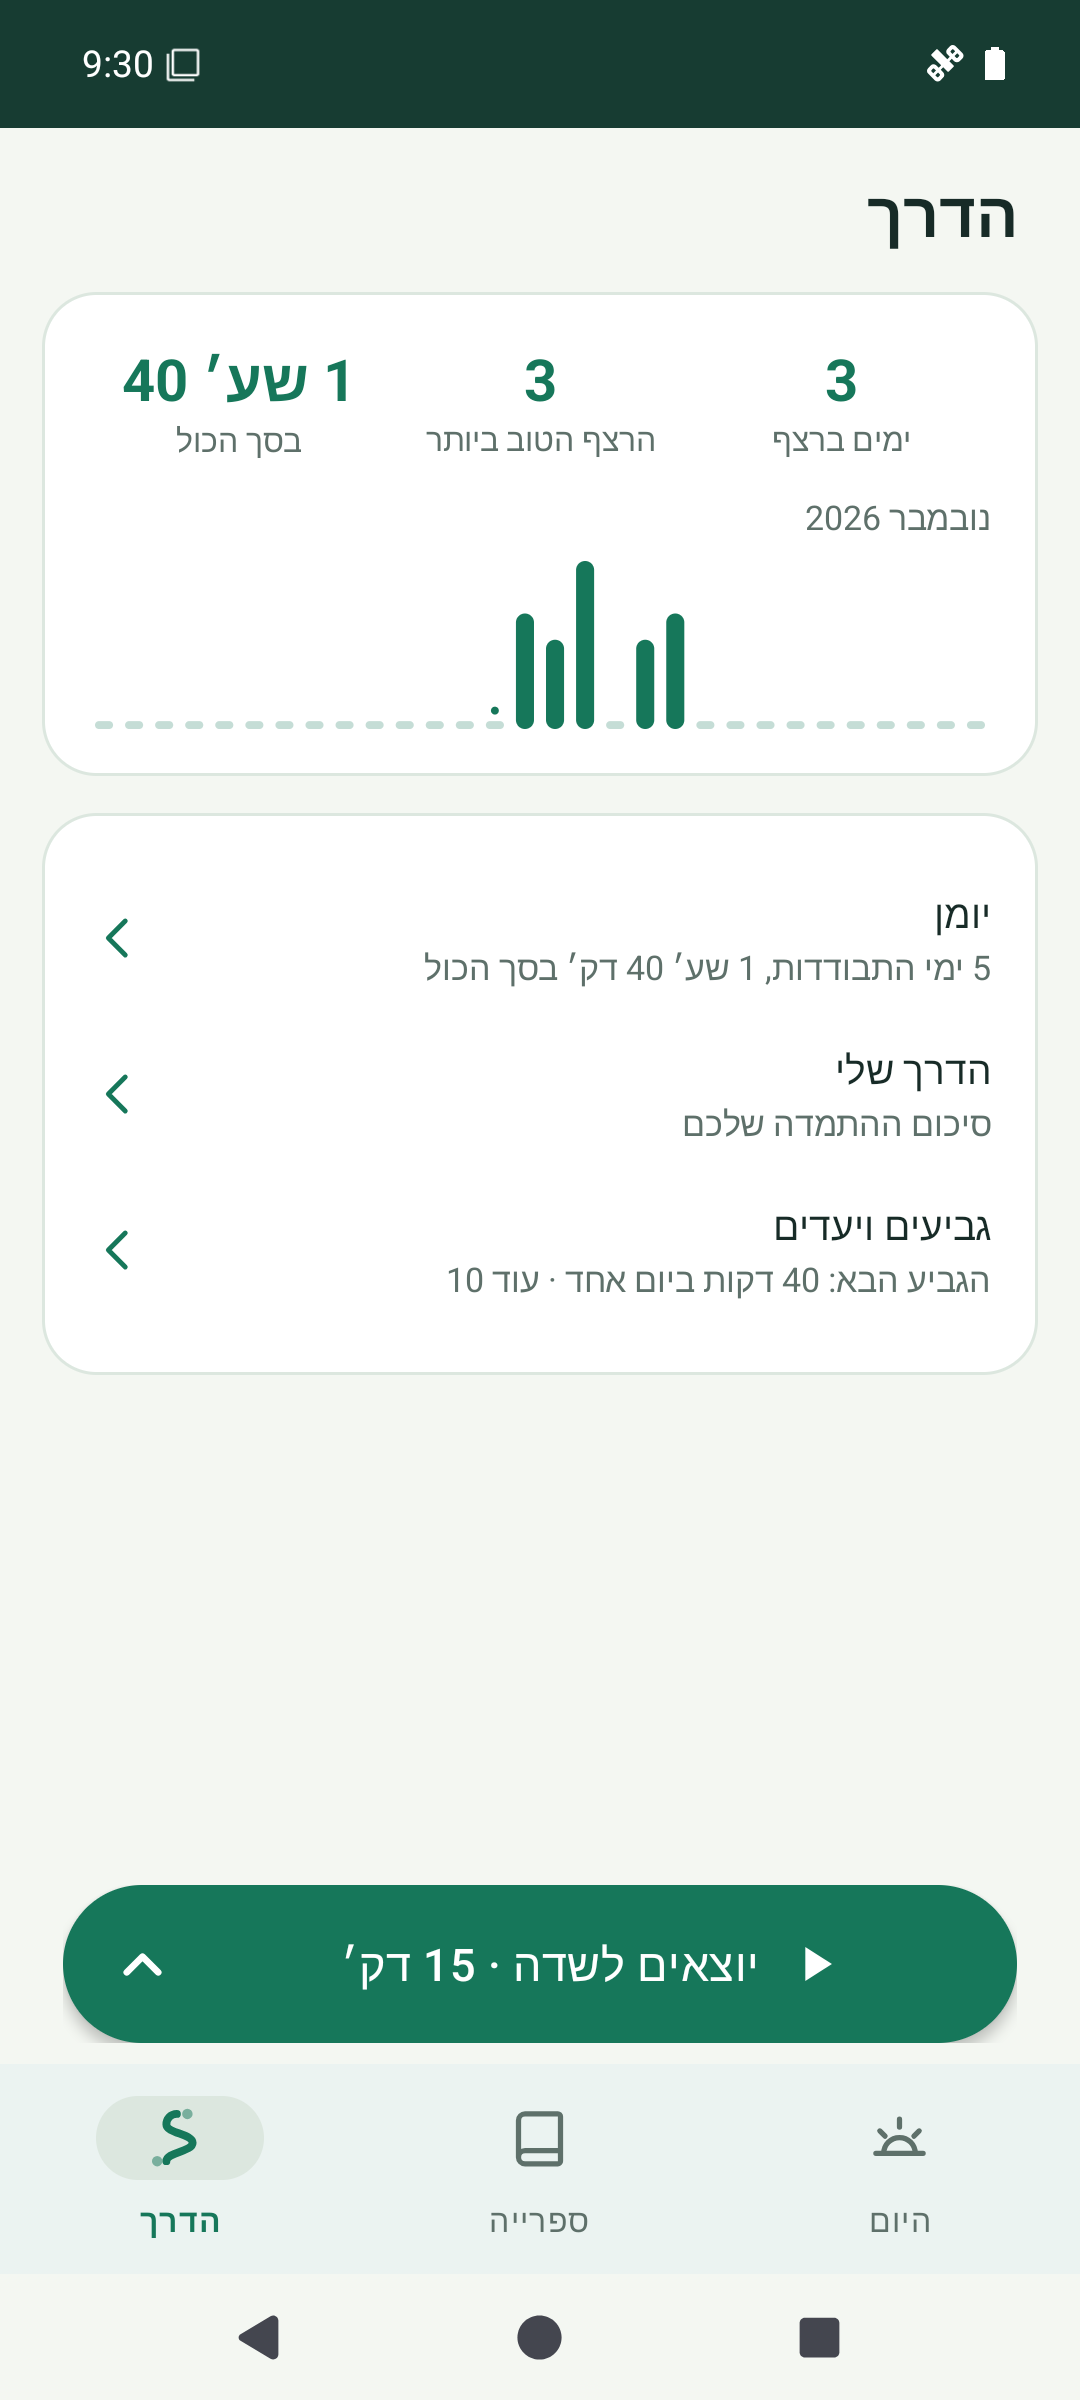 9:30
הדרך
3
ימים ברצף
3
הרצף הטוב ביותר
1 שע׳ 40
בסך הכול
נובמבר 2026
יומן
5 ימי התבודדות, 1 שע׳ 40 דק׳ בסך הכול
הדרך שלי
סיכום ההתמדה שלכם
גביעים ויעדים
הגביע הבא: 40 דקות ביום אחד · עוד 10
יוצאים לשדה · 15 דק׳
היום
ספרייה
הדרך